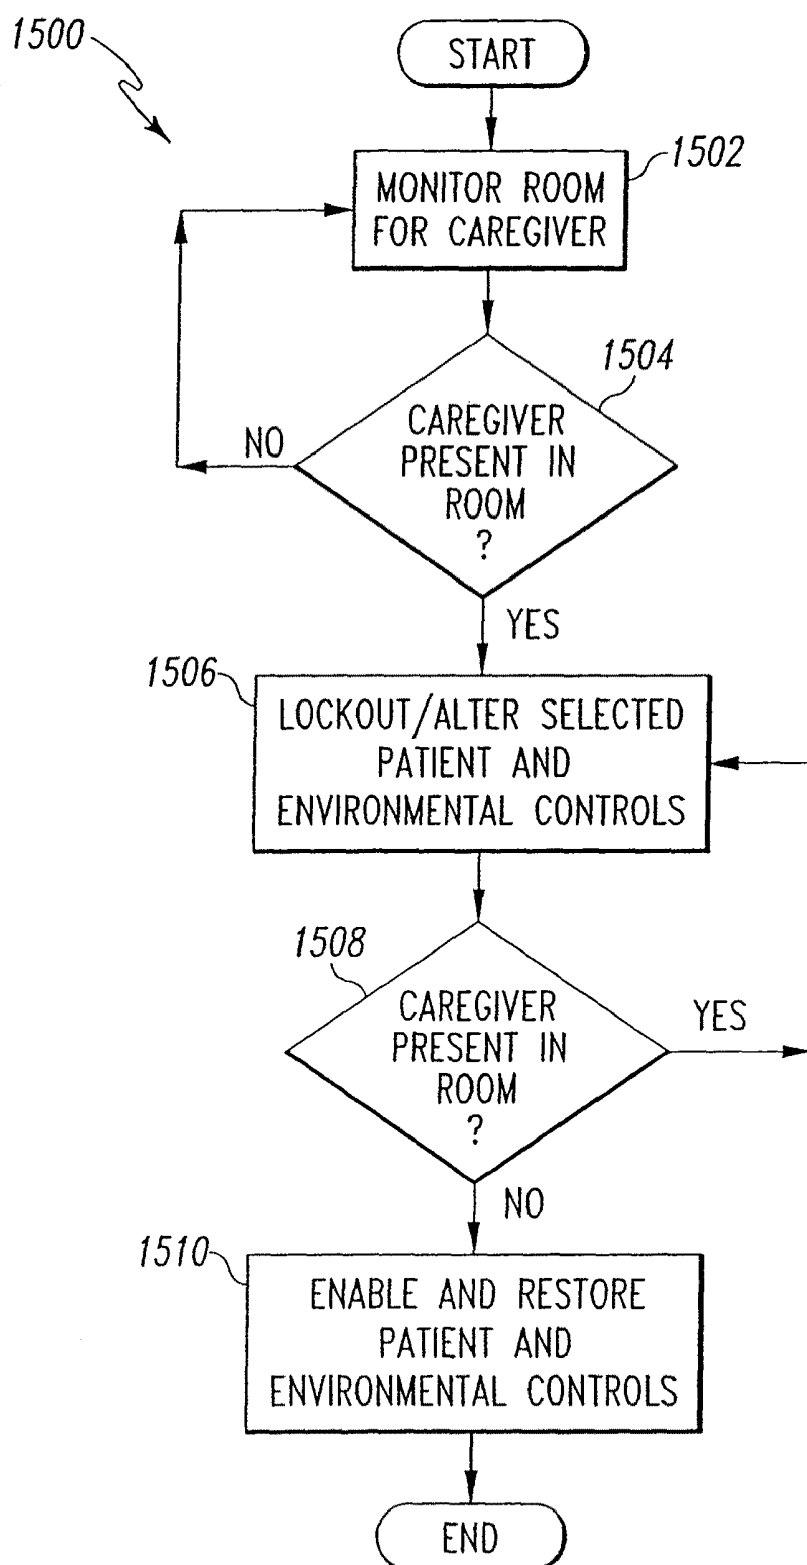 1500
START
1502
MONITOR ROOM
FOR CAREGIVER
1504
CAREGIVER
PRESENT IN
ROOM
?
NO
YES
1506
LOCKOUT/ALTER SELECTED
PATIENT AND
ENVIRONMENTAL CONTROLS
1508
CAREGIVER
PRESENT IN
ROOM
?
YES
NO
1510
ENABLE AND RESTORE
PATIENT AND
ENVIRONMENTAL CONTROLS
END